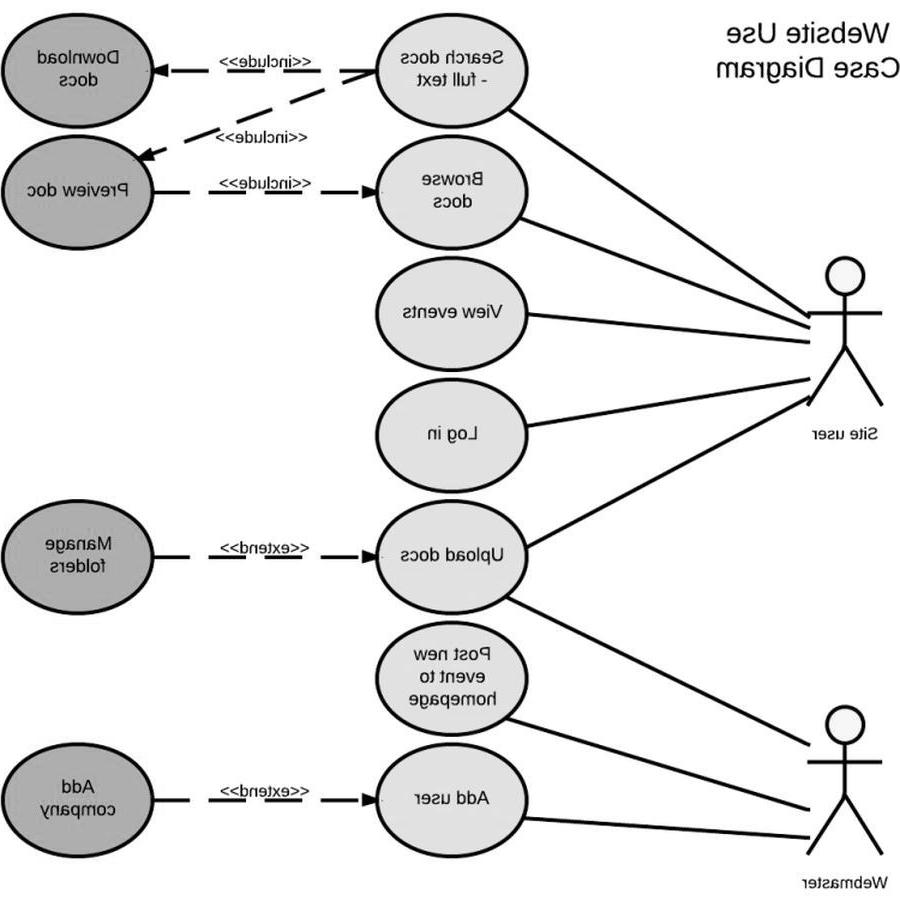 Website Use
Case Diagram
Search docs
- full text
<<include>>
Download
docs
<<include>>
Browse
docs
<<include>>
Preview doc
View events
Log in
Site user
Upload docs
<<extend>>
Manage
folders
Post new
event to
homepage
Add user
<<extend>>
Add
company
Webmaster